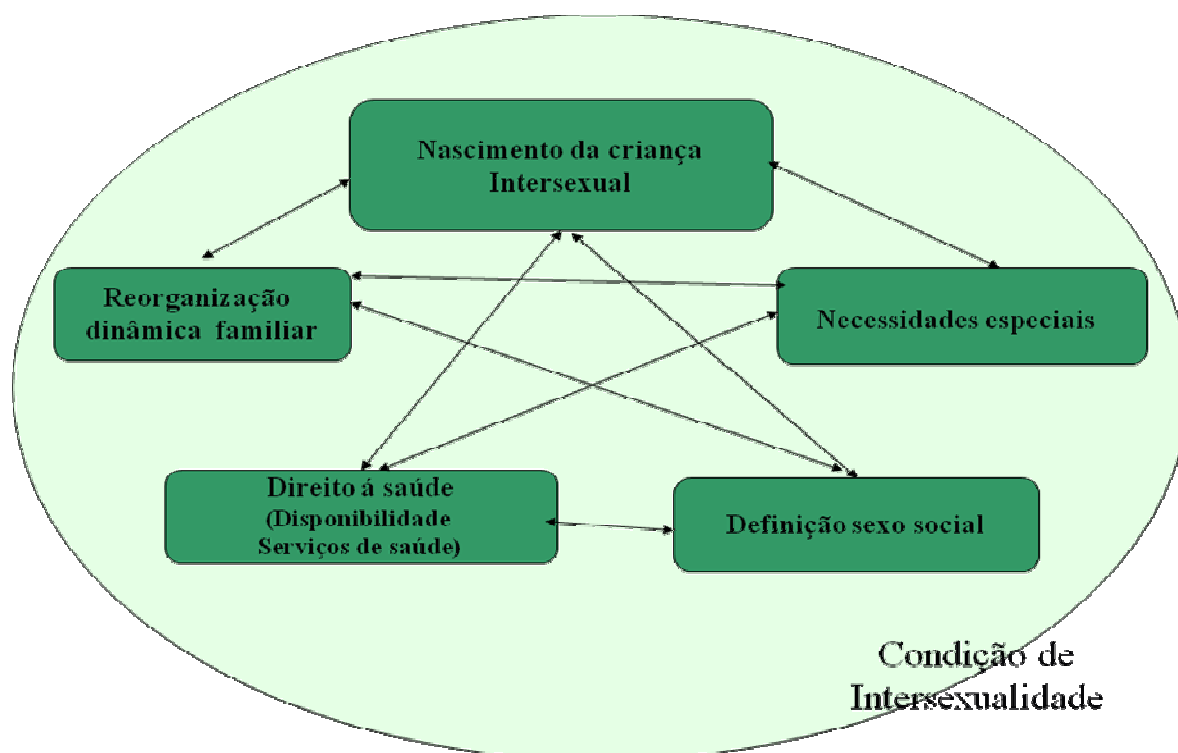 Nascimento da criança
Intersexual
Reorganização
dinâmica familiar
Necessidades especiais
Direito á saúde
(Disponibilidade
Serviços de saúde)
Definição sexo social
Condição de
Intersexualidade